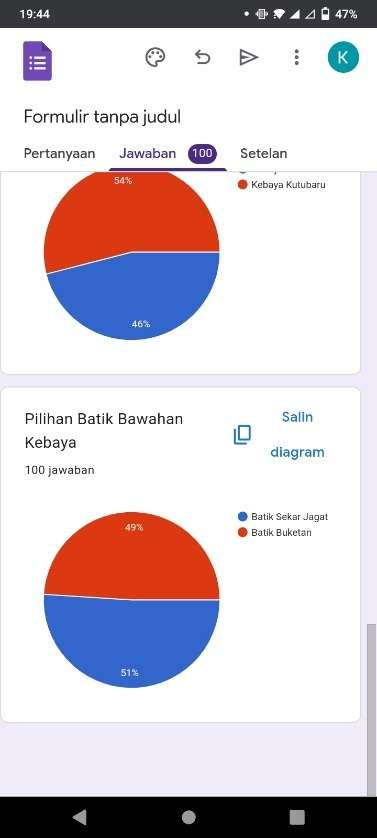 19:44
47%
K
Formulir tanpa judul
Pertanyaan Jawaban 100 Setelan
54%
Kebaya Kutubaru
46%
Pilihan Batik Bawahan
Kebaya
Salin
diagram
100 jawaban
49%
Batik Sekar Jagat
Batik Buketan
51%